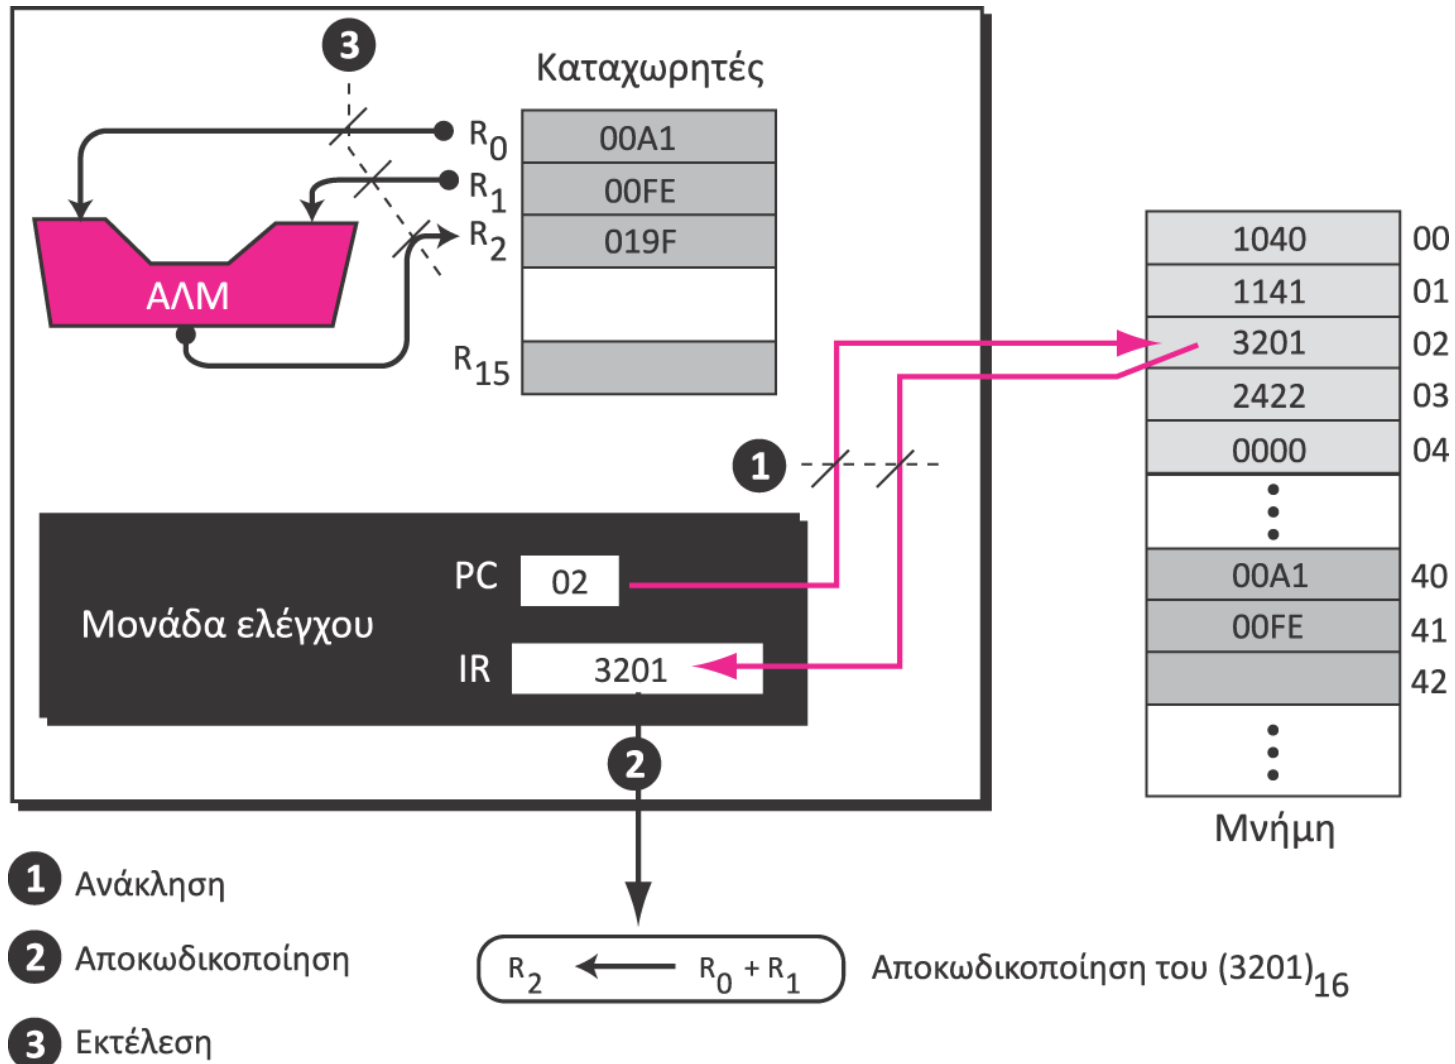 3
Καταχωρητές
R0 00A1
R1 00FE
R2 019F
R15
ΑΛΜ
1040 00
1141 01
3201 02
2422 03
0000 04
00A1 40
00FE 41
42
Μνήμη
1
Μονάδα ελέγχου
PC 02
IR 3201
2
1 Ανάκληση
2 Αποκωδικοποίηση
3 Εκτέλεση
R2 ← R0 + R1
Αποκωδικοποίηση του (3201)16